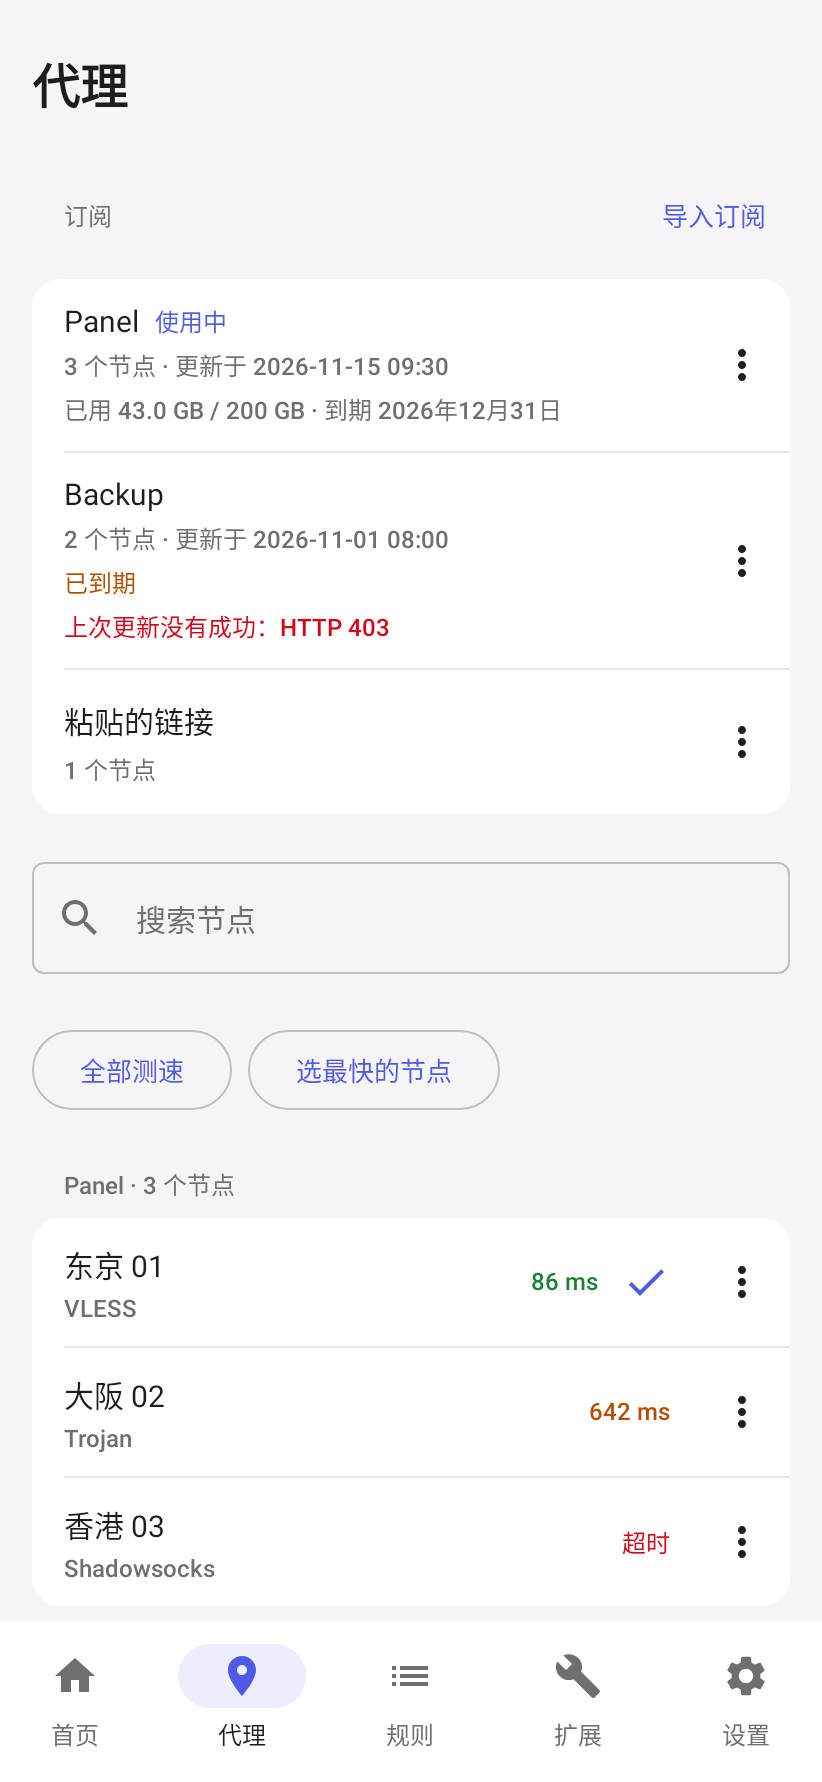 代理
订阅
导入订阅
Panel 使用中
3 个节点 · 更新于 2026-11-15 09:30
已用 43.0 GB / 200 GB · 到期 2026年12月31日
Backup
2 个节点 · 更新于 2026-11-01 08:00
已到期
上次更新没有成功：HTTP 403
粘贴的链接
1 个节点
搜索节点
全部测速
选最快的节点
Panel · 3 个节点
东京 01
86 ms
VLESS
大阪 02
642 ms
Trojan
香港 03
超时
Shadowsocks
首页
代理
规则
扩展
设置